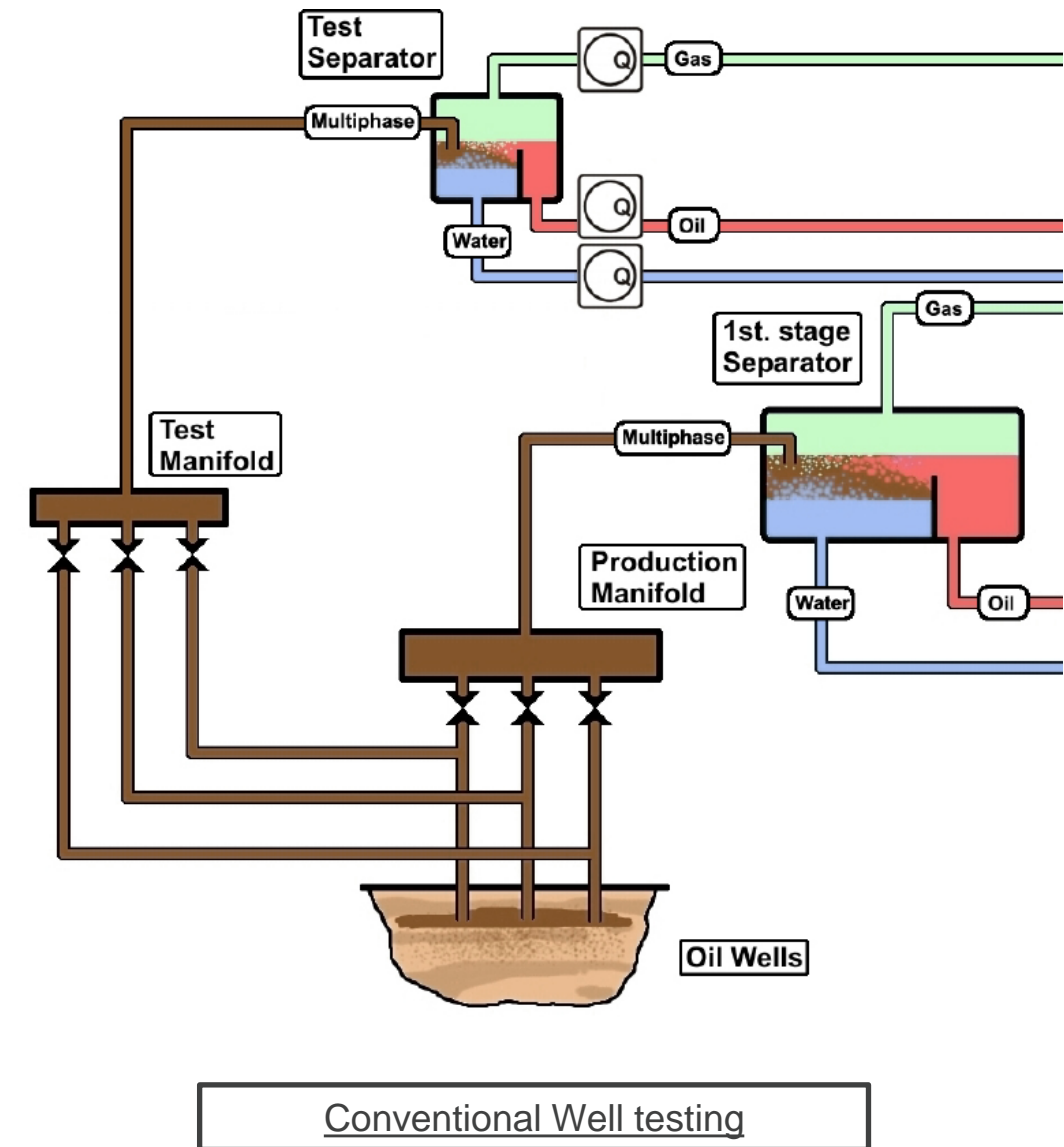 Test
Separator
Q
Gas
Multiphase
Q
Oil
Water
Q
Gas
1st. stage
Separator
Multiphase
Test
Manifold
Production
Manifold
Water
Oil
Oil Wells
Conventional Well testing